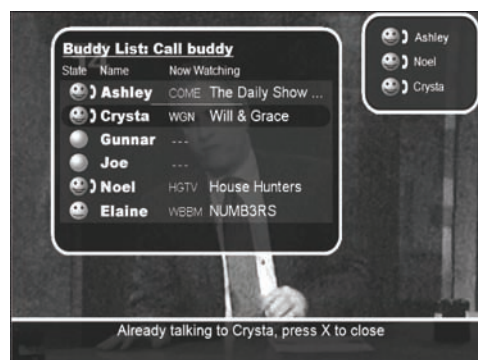 Buddy List: Call buddy
State Name Now Watching
Ashley COME The Daily Show ...
Crysta WGN Will & Grace
Gunnar ---
Joe ---
Noel HGTV House Hunters
Elaine WBBM NUMB3RS
Ashley
Noel
Crysta
Already talking to Crysta, press X to close